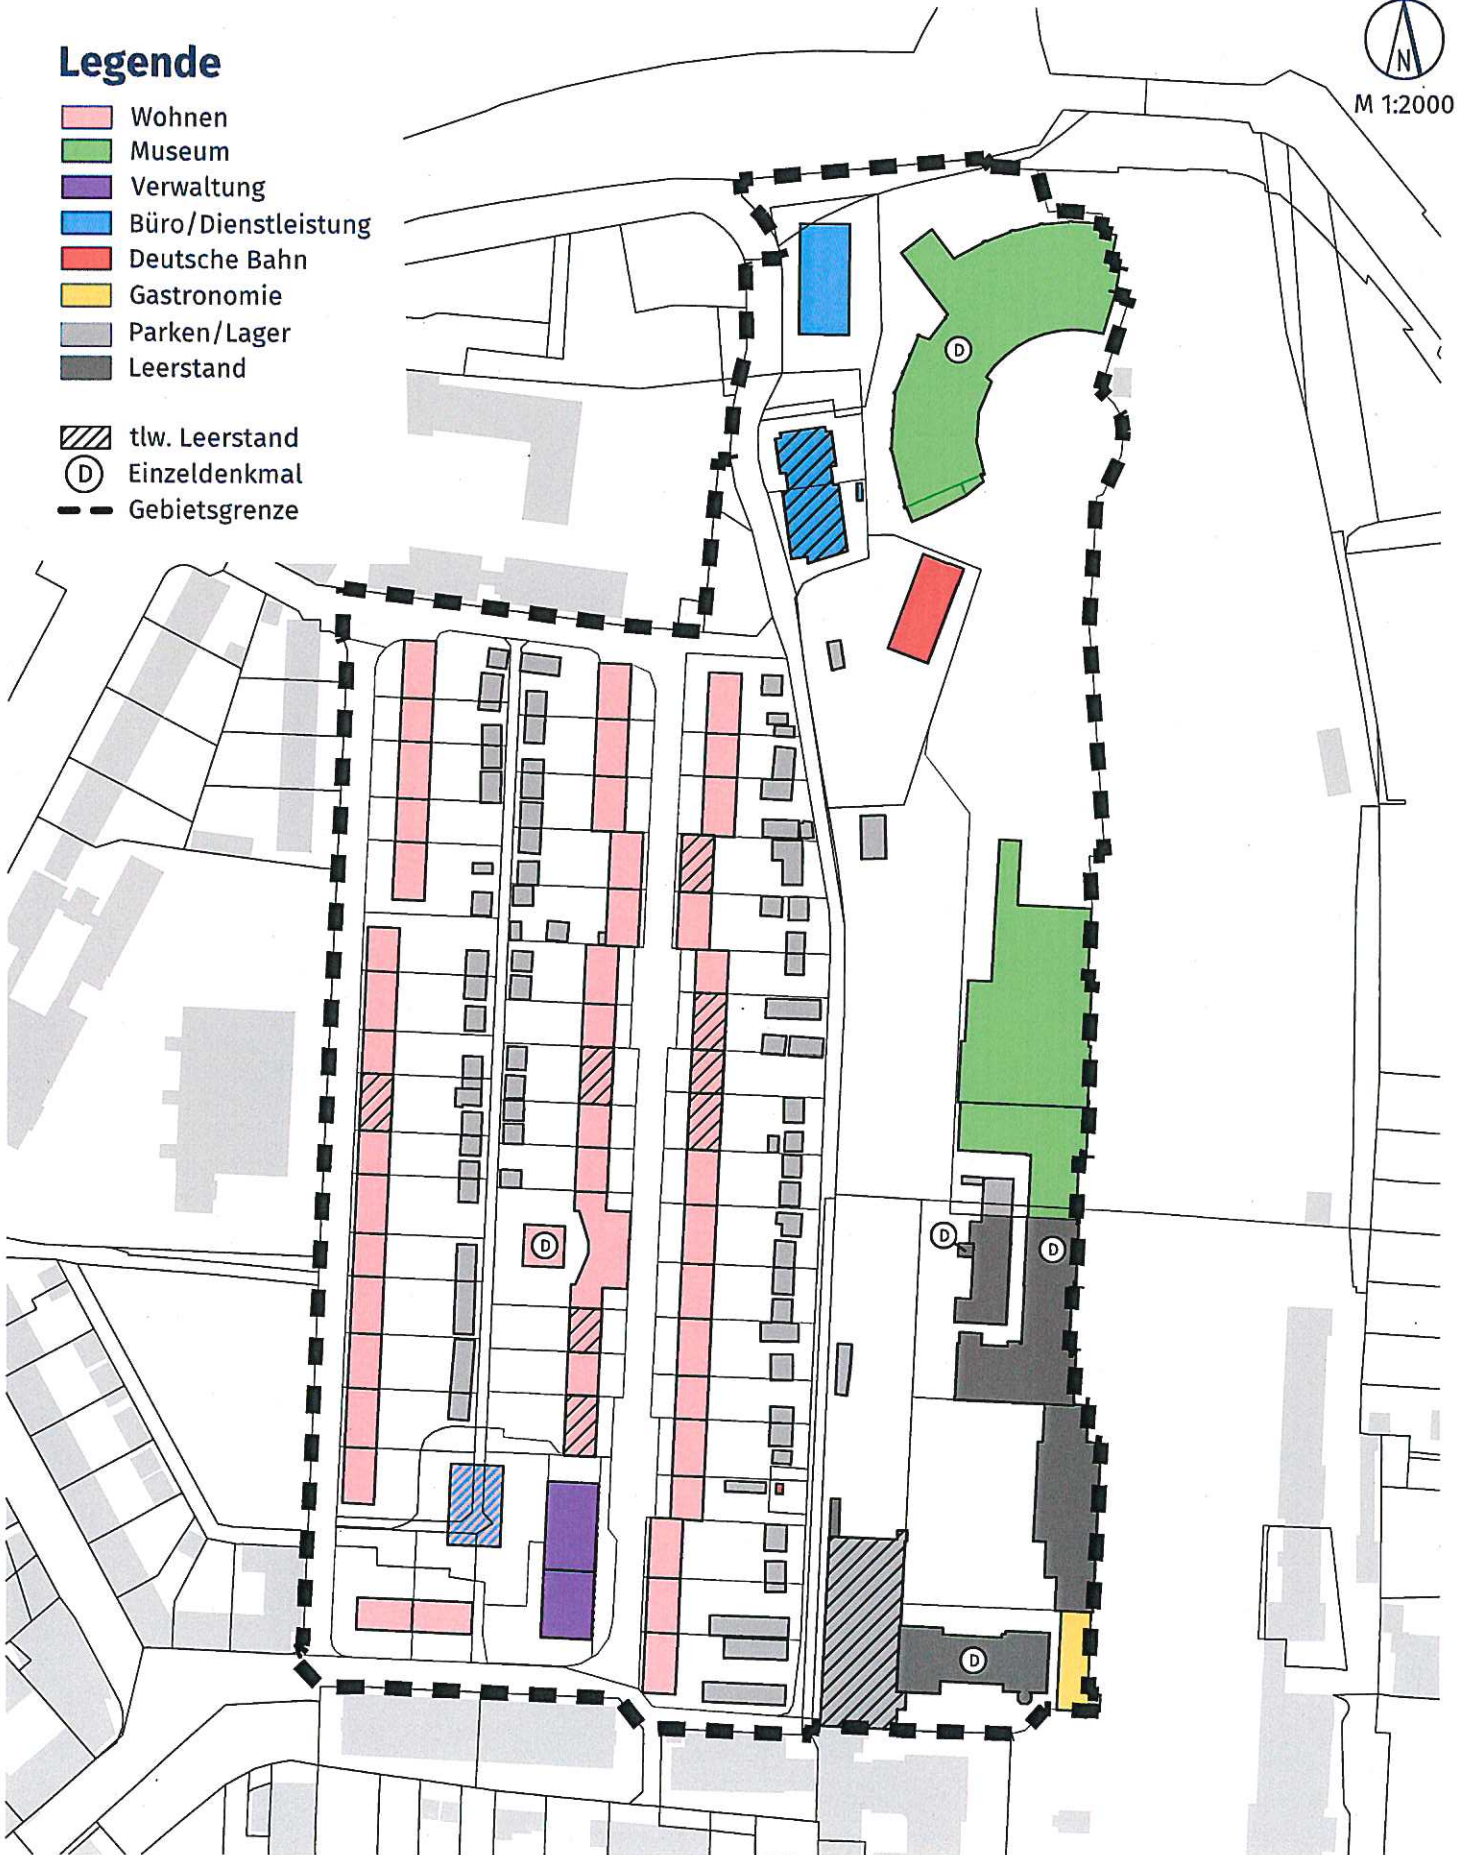 Legende
Wohnen
Museum
Verwaltung
Büro/Dienstleistung
Deutsche Bahn
Gastronomie
Parken/Lager
Leerstand
tlw. Leerstand
D Einzeldenkmal
Gebietsgrenze
N
M 1:2000
D
D
D
D
D